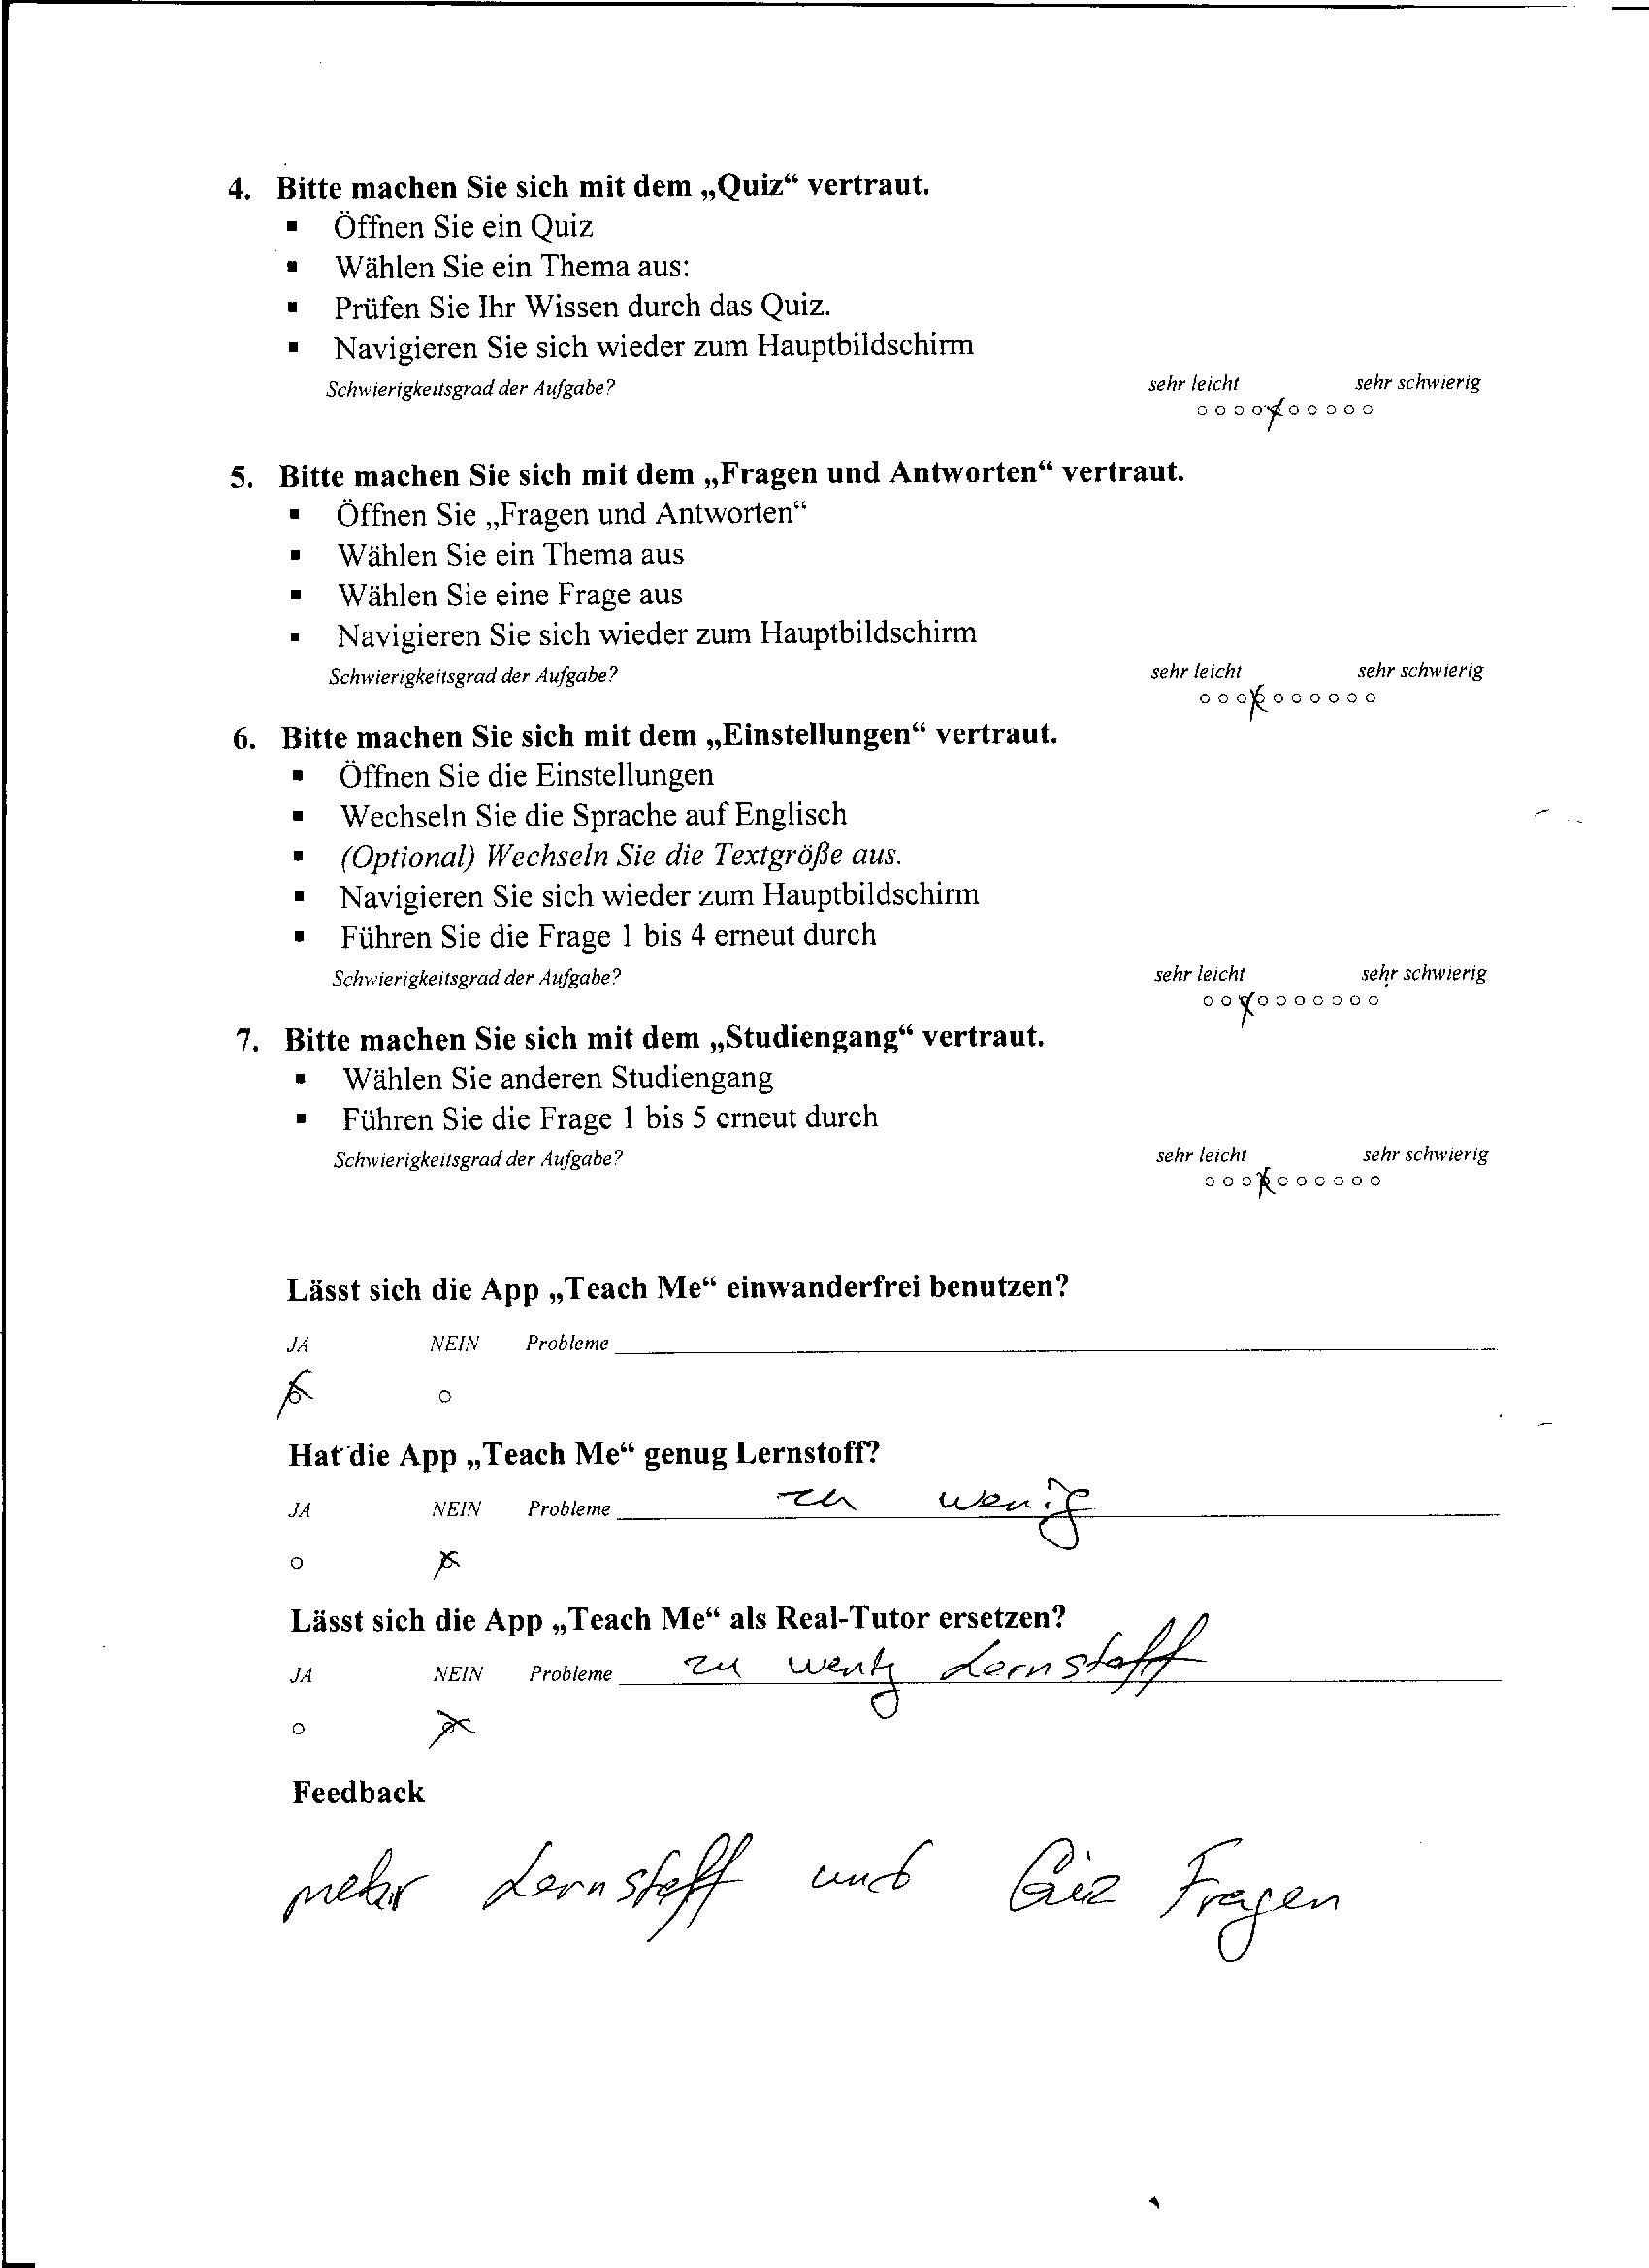 4. Bitte machen Sie sich mit dem „Quiz“ vertraut.
▪ Öffnen Sie ein Quiz
▪ Wählen Sie ein Thema aus:
▪ Prüfen Sie Ihr Wissen durch das Quiz.
▪ Navigieren Sie sich wieder zum Hauptbildschirm
Schwierigkeitsgrad der Aufgabe? sehr leicht sehr schwierig
5. Bitte machen Sie sich mit dem „Fragen und Antworten“ vertraut.
▪ Öffnen Sie „Fragen und Antworten“
▪ Wählen Sie ein Thema aus
▪ Wählen Sie eine Frage aus
▪ Navigieren Sie sich wieder zum Hauptbildschirm
Schwierigkeitsgrad der Aufgabe? sehr leicht sehr schwierig
6. Bitte machen Sie sich mit dem „Einstellungen“ vertraut.
▪ Öffnen Sie die Einstellungen
▪ Wechseln Sie die Sprache auf Englisch
▪ (Optional) Wechseln Sie die Textgröße aus.
▪ Navigieren Sie sich wieder zum Hauptbildschirm
▪ Führen Sie die Frage 1 bis 4 erneut durch
Schwierigkeitsgrad der Aufgabe? sehr leicht sehr schwierig
7. Bitte machen Sie sich mit dem „Studiengang“ vertraut.
▪ Wählen Sie anderen Studiengang
▪ Führen Sie die Frage 1 bis 5 erneut durch
Schwierigkeitsgrad der Aufgabe? sehr leicht sehr schwierig
Lässt sich die App „Teach Me“ einwanderfrei benutzen?
JA NEIN Probleme
Hat die App „Teach Me“ genug Lernstoff?
JA NEIN Probleme zu wenig
Lässt sich die App „Teach Me“ als Real-Tutor ersetzen?
JA NEIN Probleme zu wenig Lernstoff
Feedback
mehr Lernstoff und Quiz Fragen